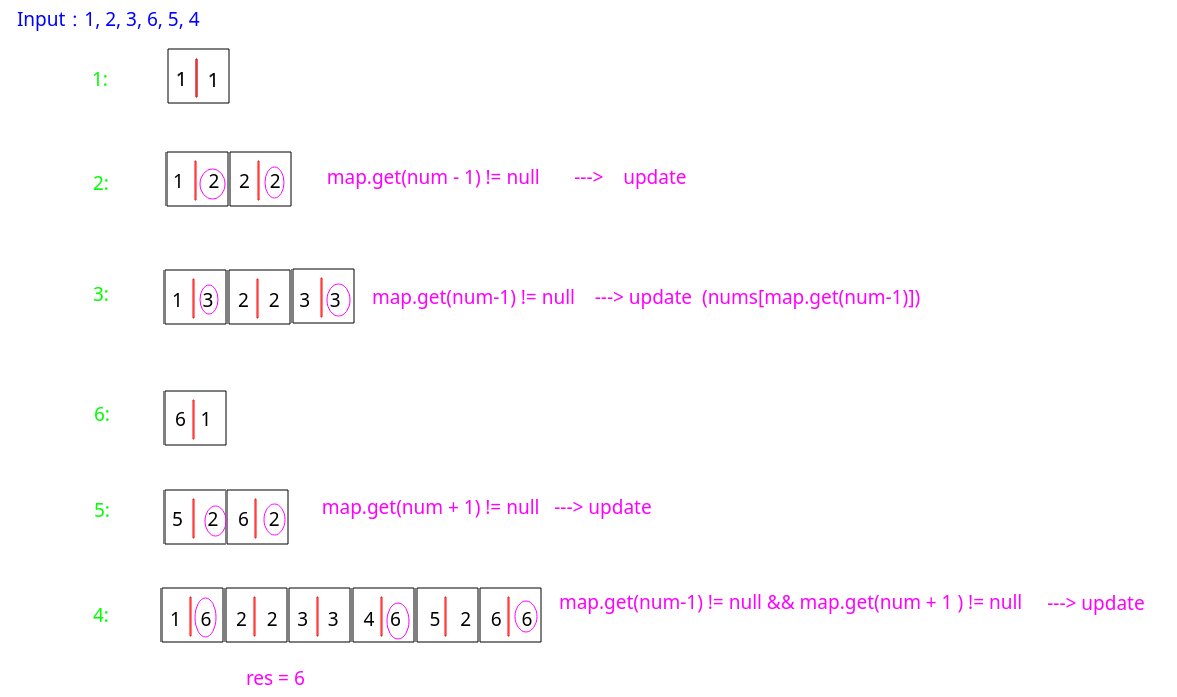 Input : 1, 2, 3, 6, 5, 4
1: 1 1
2: 1 2 2 2 map.get(num - 1) != null ---> update
3: 1 3 2 2 3 3 map.get(num-1) != null ---> update (nums[map.get(num-1)])
6: 6 1
5: 5 2 6 2 map.get(num + 1) != null ---> update
4: 1 6 2 2 3 3 4 6 5 2 6 6 map.get(num-1) != null && map.get(num + 1 ) != null ---> update
res = 6